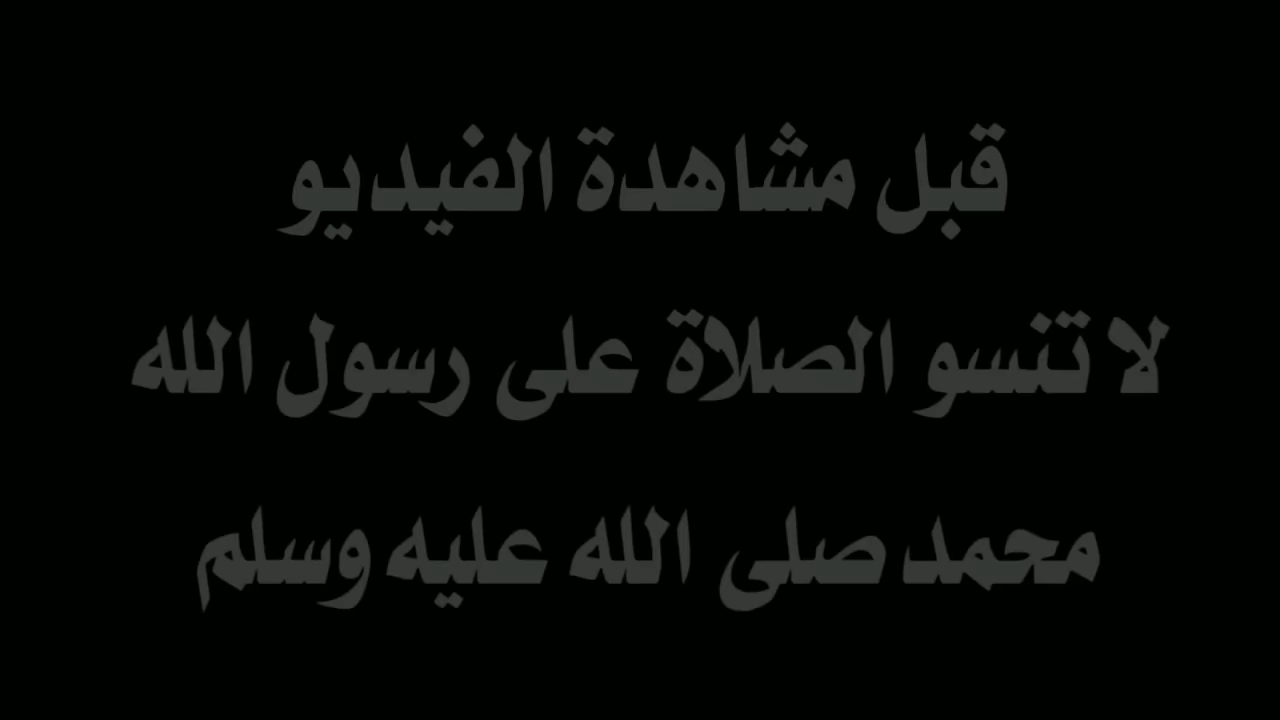 قبل مشاهدة الفيديو
لا تنسو الصلاة على رسول الله
محمد صلى الله عليه وسلم